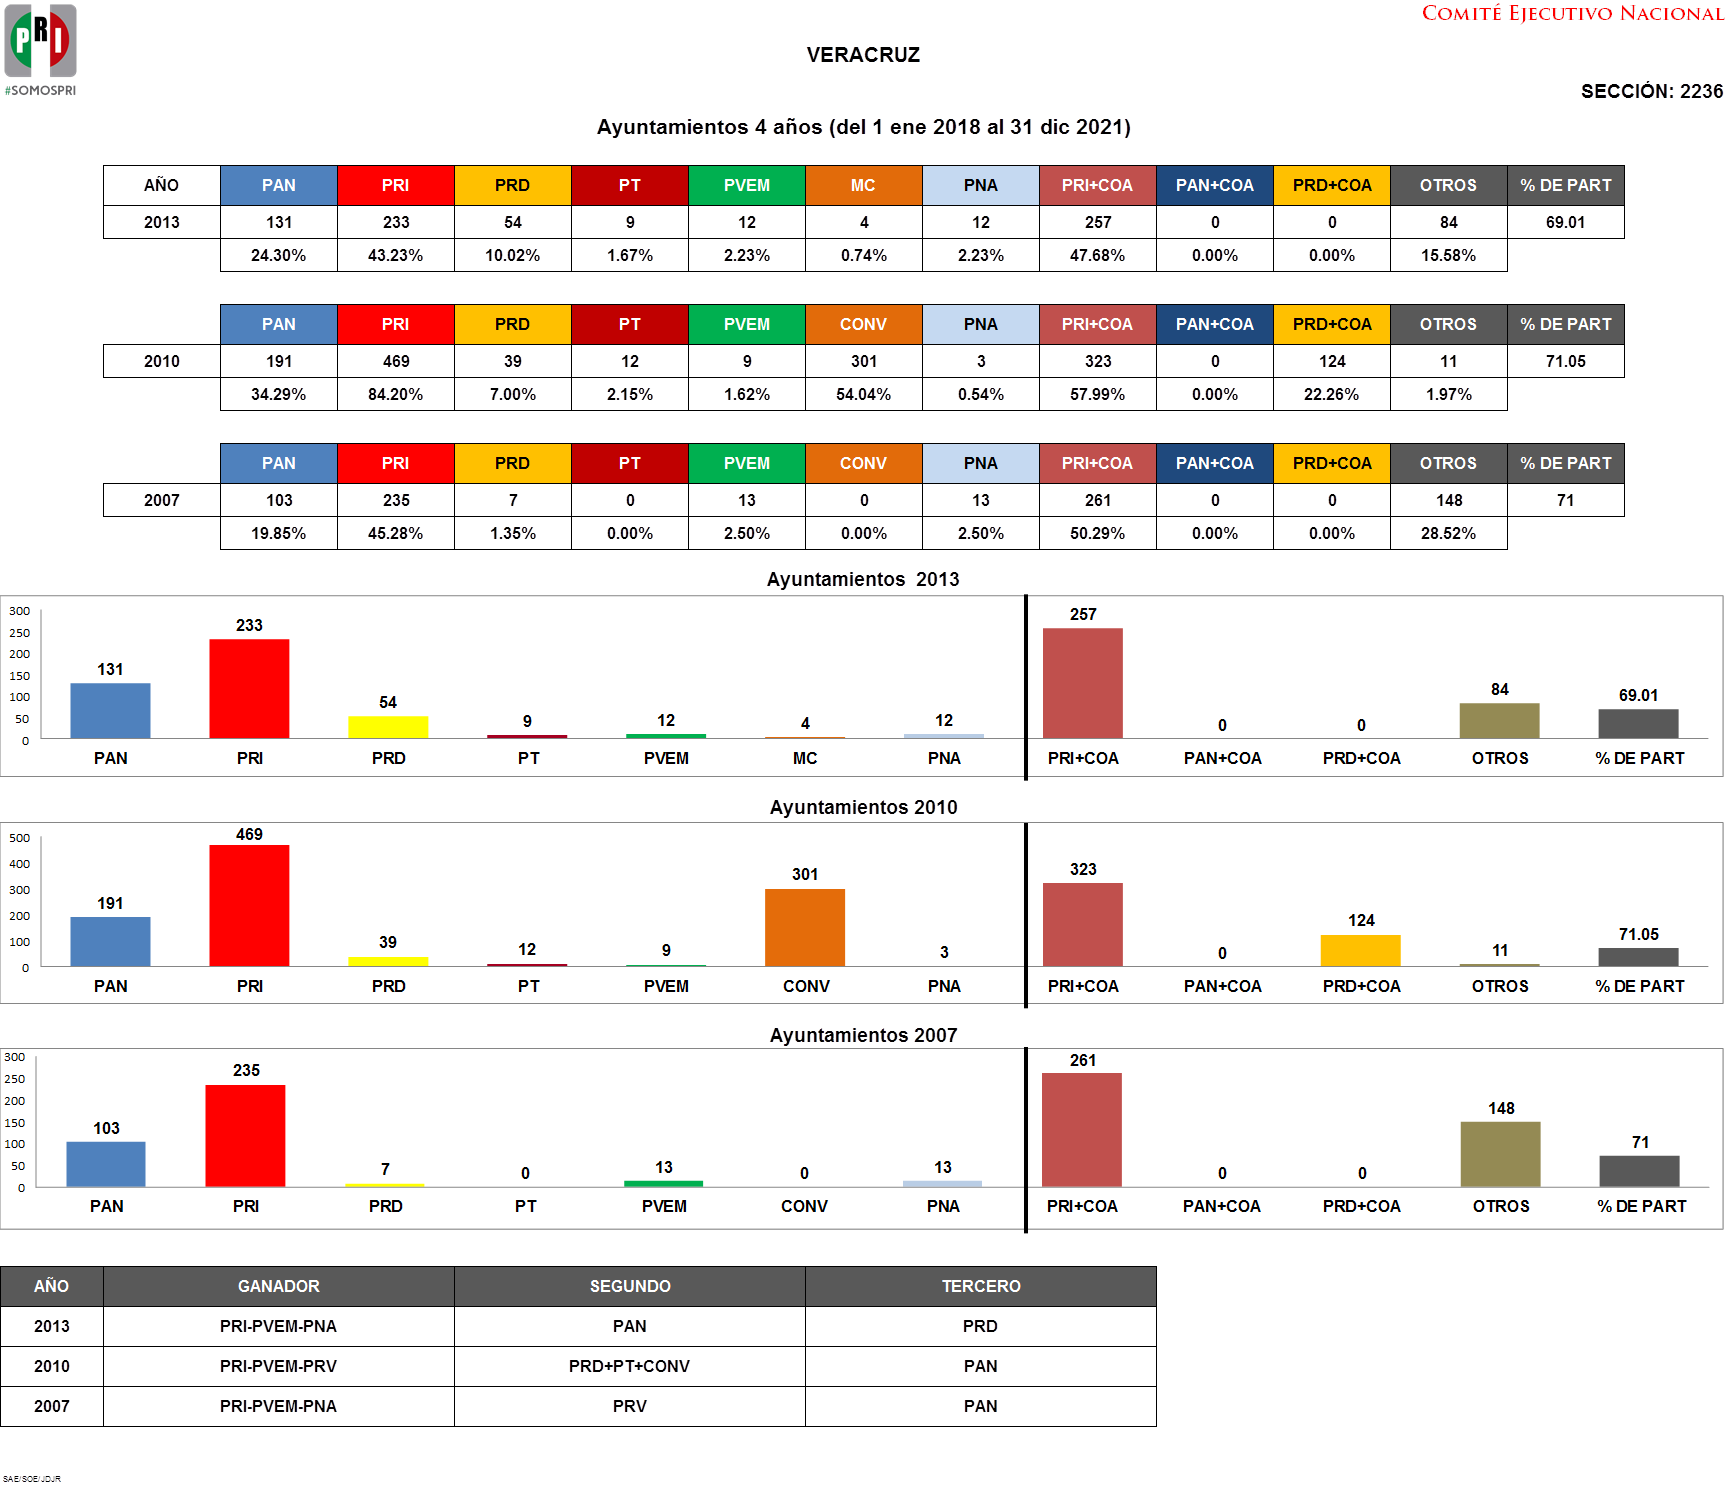 COMITÉ EJECUTIVO NACIONAL
PRI
#SOMOSPRI
VERACRUZ
SECCIÓN: 2236
Ayuntamientos 4 años (del 1 ene 2018 al 31 dic 2021)
AÑO PAN PRI PRD PT PVEM MC PNA PRI+COA PAN+COA PRD+COA OTROS % DE PART
2013 131 233 54 9 12 4 12 257 0 0 84 69.01
24.30% 43.23% 10.02% 1.67% 2.23% 0.74% 2.23% 47.68% 0.00% 0.00% 15.58%
PAN PRI PRD PT PVEM CONV PNA PRI+COA PAN+COA PRD+COA OTROS % DE PART
2010 191 469 39 12 9 301 3 323 0 124 11 71.05
34.29% 84.20% 7.00% 2.15% 1.62% 54.04% 0.54% 57.99% 0.00% 22.26% 1.97%
PAN PRI PRD PT PVEM CONV PNA PRI+COA PAN+COA PRD+COA OTROS % DE PART
2007 103 235 7 0 13 0 13 261 0 0 148 71
19.85% 45.28% 1.35% 0.00% 2.50% 0.00% 2.50% 50.29% 0.00% 0.00% 28.52%
Ayuntamientos 2013
300
250
200
150
100
50
0
131 233 54 9 12 4 12 257 0 0 84 69.01
PAN PRI PRD PT PVEM MC PNA PRI+COA PAN+COA PRD+COA OTROS % DE PART
Ayuntamientos 2010
500
400
300
200
100
0
191 469 39 12 9 301 3 323 0 124 11 71.05
PAN PRI PRD PT PVEM CONV PNA PRI+COA PAN+COA PRD+COA OTROS % DE PART
Ayuntamientos 2007
300
250
200
150
100
50
0
103 235 7 0 13 0 13 261 0 0 148 71
PAN PRI PRD PT PVEM CONV PNA PRI+COA PAN+COA PRD+COA OTROS % DE PART
AÑO GANADOR SEGUNDO TERCERO
2013 PRI-PVEM-PNA PAN PRD
2010 PRI-PVEM-PRV PRD+PT+CONV PAN
2007 PRI-PVEM-PNA PRV PAN
SAE/SOE/JDJR